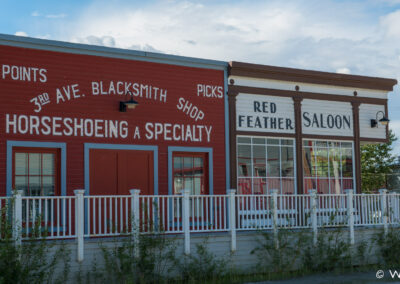 POINTS
PICKS
3RD AVE. BLACKSMITH SHOP
HORSESHOEING A SPECIALTY
RED
FEATHER
SALOON
©